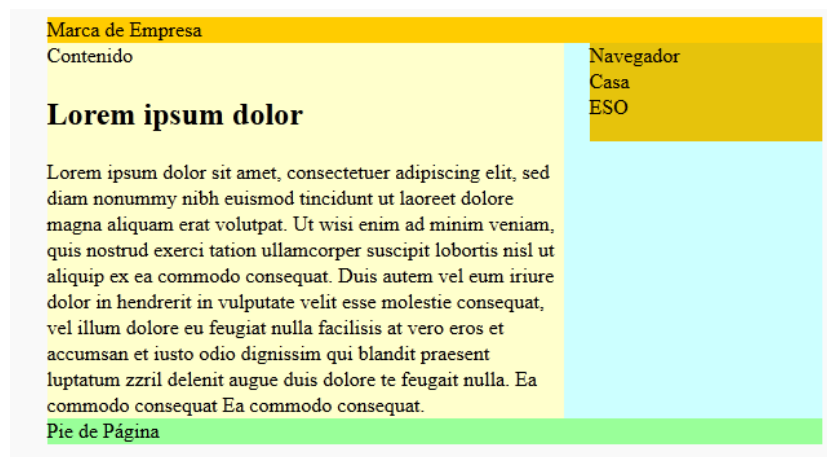 Marca de Empresa
Contenido
Lorem ipsum dolor
Lorem ipsum dolor sit amet, consectetuer adipiscing elit, sed
diam nonummy nibh euismod tincidunt ut laoreet dolore
magna aliquam erat volutpat. Ut wisi enim ad minim veniam,
quis nostrud exerci tation ullamcorper suscipit lobortis nisl ut
aliquip ex ea commodo consequat. Duis autem vel eum iriure
dolor in hendrerit in vulputate velit esse molestie consequat,
vel illum dolore eu feugiat nulla facilisis at vero eros et
accumsan et iusto odio dignissim qui blandit praesent
luptatum zzril delenit augue duis dolore te feugait nulla. Ea
commodo consequat Ea commodo consequat.
Navegador
Casa
ESO
Pie de Página